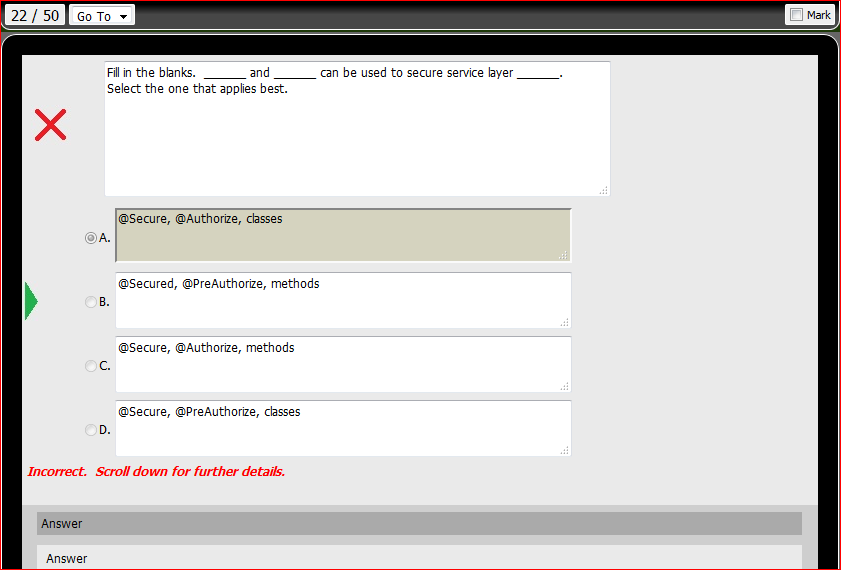 22 / 50 Go To Mark
Fill in the blanks. _______ and _______ can be used to secure service layer _______.
Select the one that applies best.
A. @Secure, @Authorize, classes
B. @Secured, @PreAuthorize, methods
C. @Secure, @Authorize, methods
D. @Secure, @PreAuthorize, classes
Incorrect. Scroll down for further details.
Answer
Answer